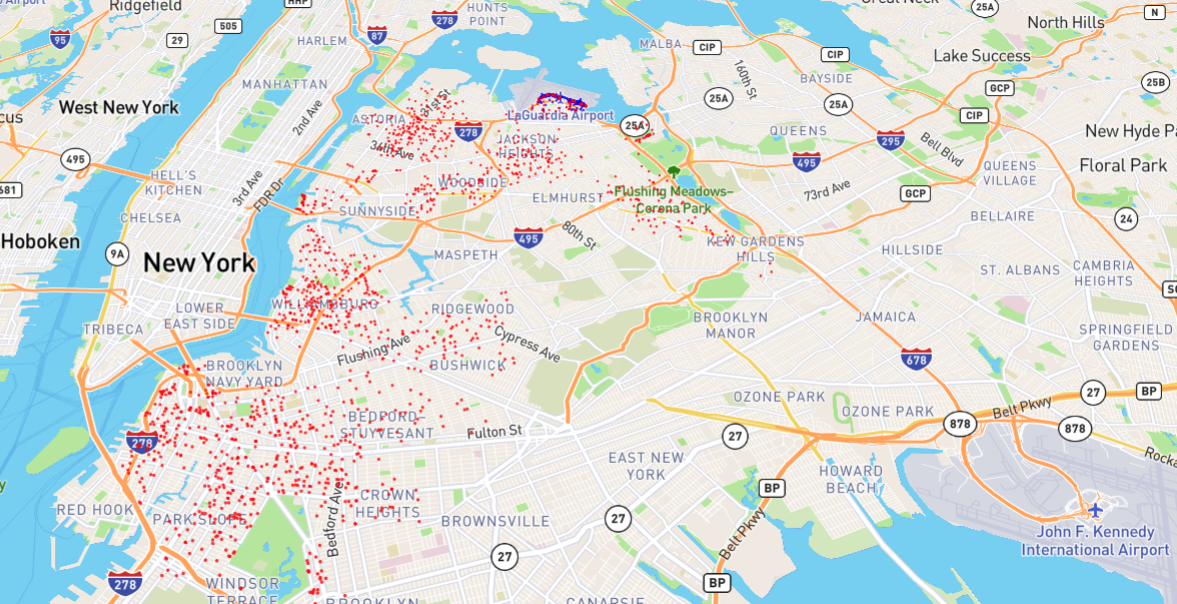 Airport
Ridgefield
HHP
HUNTS
POINT
278
25A
Great Neck
N
North Hills
95
29
505
87
HARLEM
MALBA
CIP
CIP
Lake Success
MANHATTAN
160th St
BAYSIDE
GCP
25B
West New York
2nd Ave
31st St
25A
25A
cus
ASTORIA
LaGuardia Airport
CIP
278
25A
QUEENS
295
New Hyde Pa
495
36th Ave
JACKSON
HEIGHTS
Bell Blvd
HELL'S
KITCHEN
495
QUEENS
VILLAGE
Floral Park
681
3rd Ave
FDR Dr
WOODSIDE
ELMHURST
Flushing Meadows–
Corona Park
73rd Ave
GCP
CHELSEA
SUNNYSIDE
BELLAIRE
24
Hoboken
9A
495
80th St
KEW GARDENS
HILLS
HILLSIDE
New York
MASPETH
ST. ALBANS
CAMBRIA
HEIGHTS
LOWER
EAST SIDE
WILLIAMSBURG
RIDGEWOOD
TRIBECA
BROOKLYN
MANOR
JAMAICA
SPRINGFIELD
GARDENS
Flushing Ave
Cypress Ave
BROOKLYN
NAVY YARD
BUSHWICK
678
OZONE PARK
OZONE PARK
27
BP
Belt Pkwy
BEDFORD–
STUYVESANT
Fulton St
278
27
878
878
Rocka
EAST NEW
YORK
HOWARD
BEACH
BP
RED HOOK
PARK SLOPE
Bedford Ave
CROWN
HEIGHTS
BROWNSVILLE
27
Belt Pkwy
John F. Kennedy
International Airport
27
278
WINDSOR
TERRACE
BP
BROOKLYN
CANARSIE